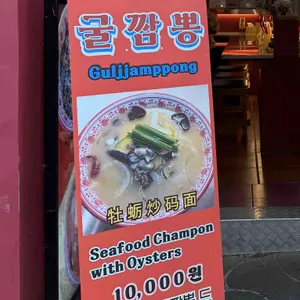 굴짬뽕
Guljjamppong
牡蛎炒码面
Seafood Champon
with Oysters
10,000원